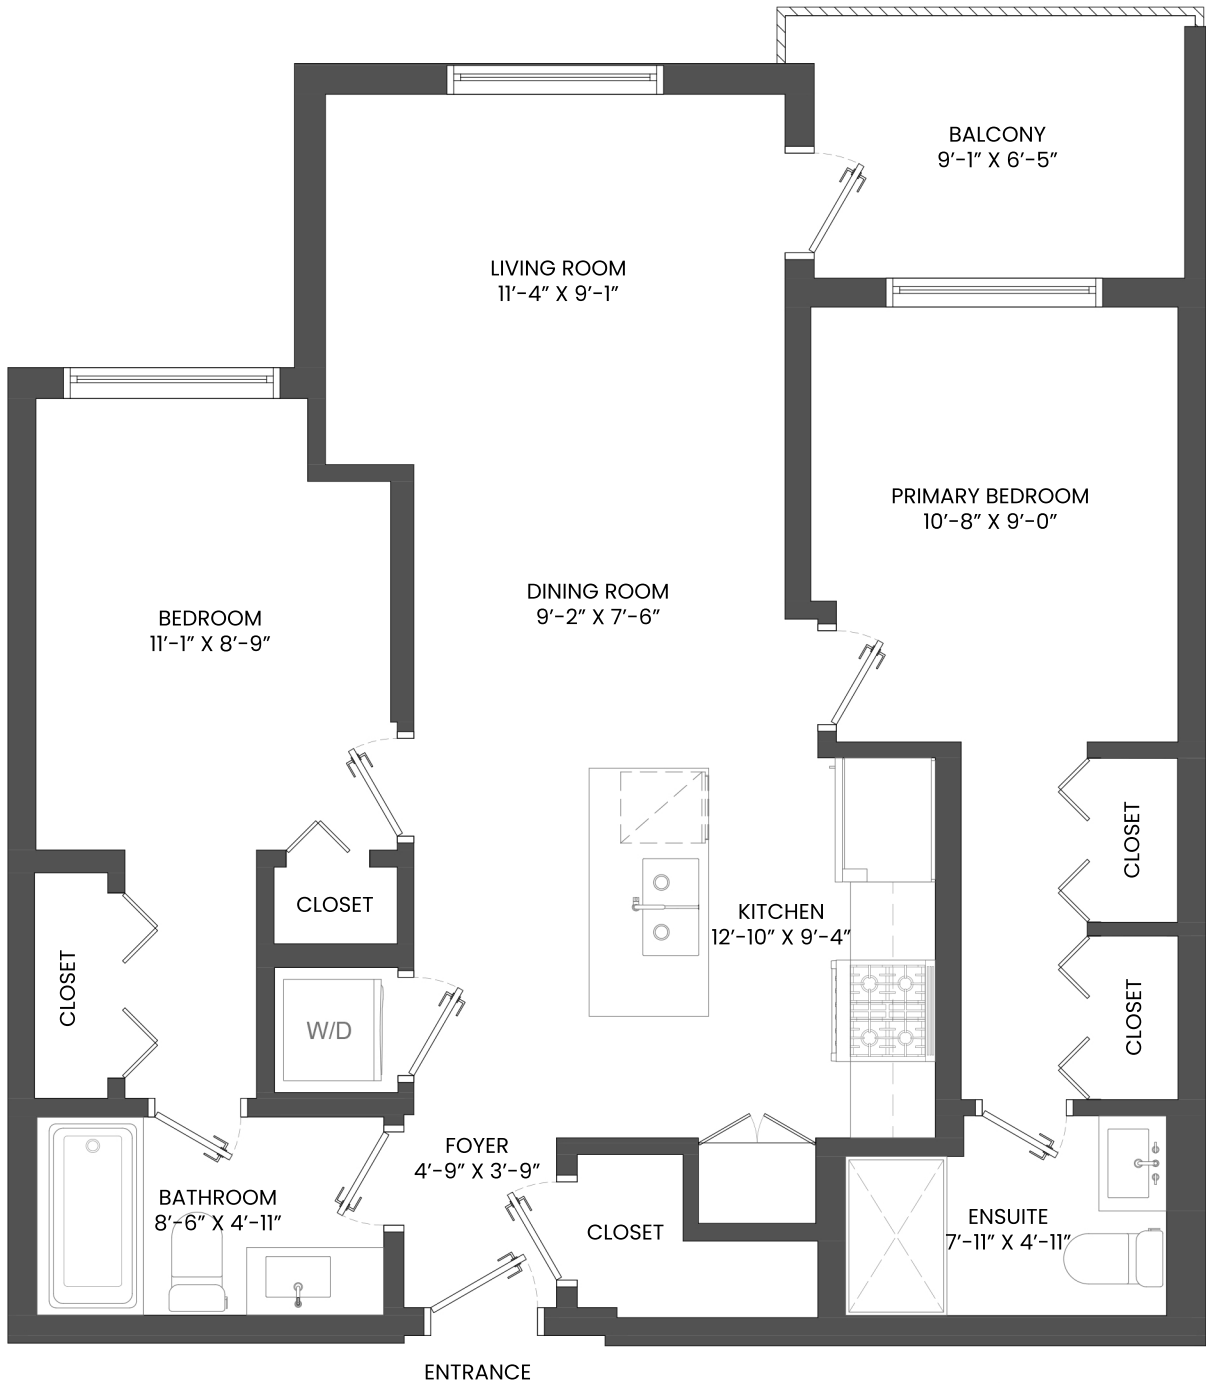 BALCONY
9’-1” X 6’-5”
LIVING ROOM
11’-4” X 9’-1”
PRIMARY BEDROOM
10’-8” X 9’-0”
DINING ROOM
9’-2” X 7’-6”
BEDROOM
11’-1” X 8’-9”
CLOSET
CLOSET
KITCHEN
12’-10” X 9’-4”
CLOSET
CLOSET
W/D
FOYER
4’-9” X 3’-9”
BATHROOM
8’-6” X 4’-11”
CLOSET
ENSUITE
7’-11” X 4’-11”
ENTRANCE